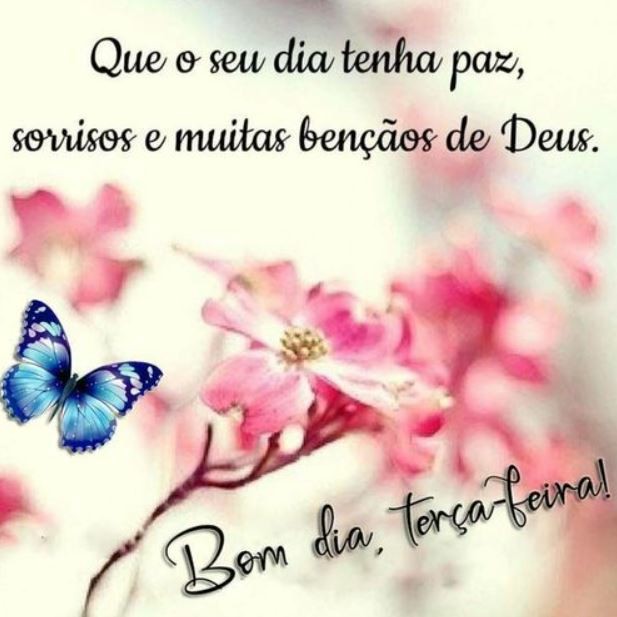 Que o seu dia tenha paz,
sorrisos e muitas bençãos de Deus.
Bom dia, terça-feira!